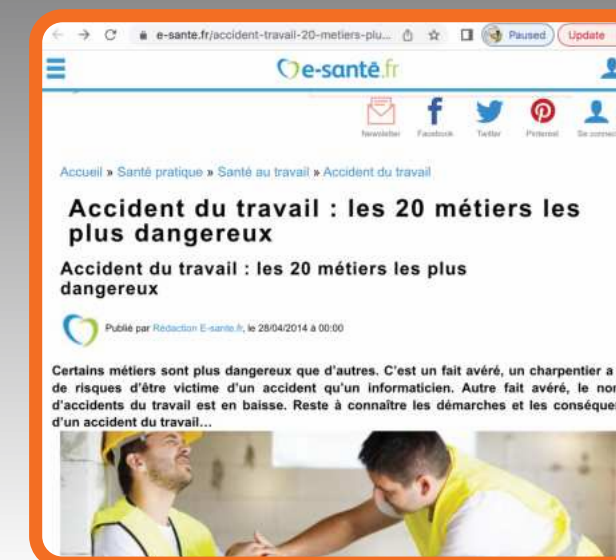 e-sante.fr/accident-travail-20-metiers-plu... Paused Update
e-santé.fr
Newsletter Facebook Twitter Pinterest Se connec
Accueil » Santé pratique » Santé au travail » Accident du travail
Accident du travail : les 20 métiers les
plus dangereux
Accident du travail : les 20 métiers les plus
dangereux
Publié par Rédaction E-sante.fr, le 28/04/2014 à 00:00
Certains métiers sont plus dangereux que d'autres. C'est un fait avéré, un charpentier a
de risques d'être victime d'un accident qu'un informaticien. Autre fait avéré, le nom
d'accidents du travail est en baisse. Reste à connaître les démarches et les conséque
d'un accident du travail…